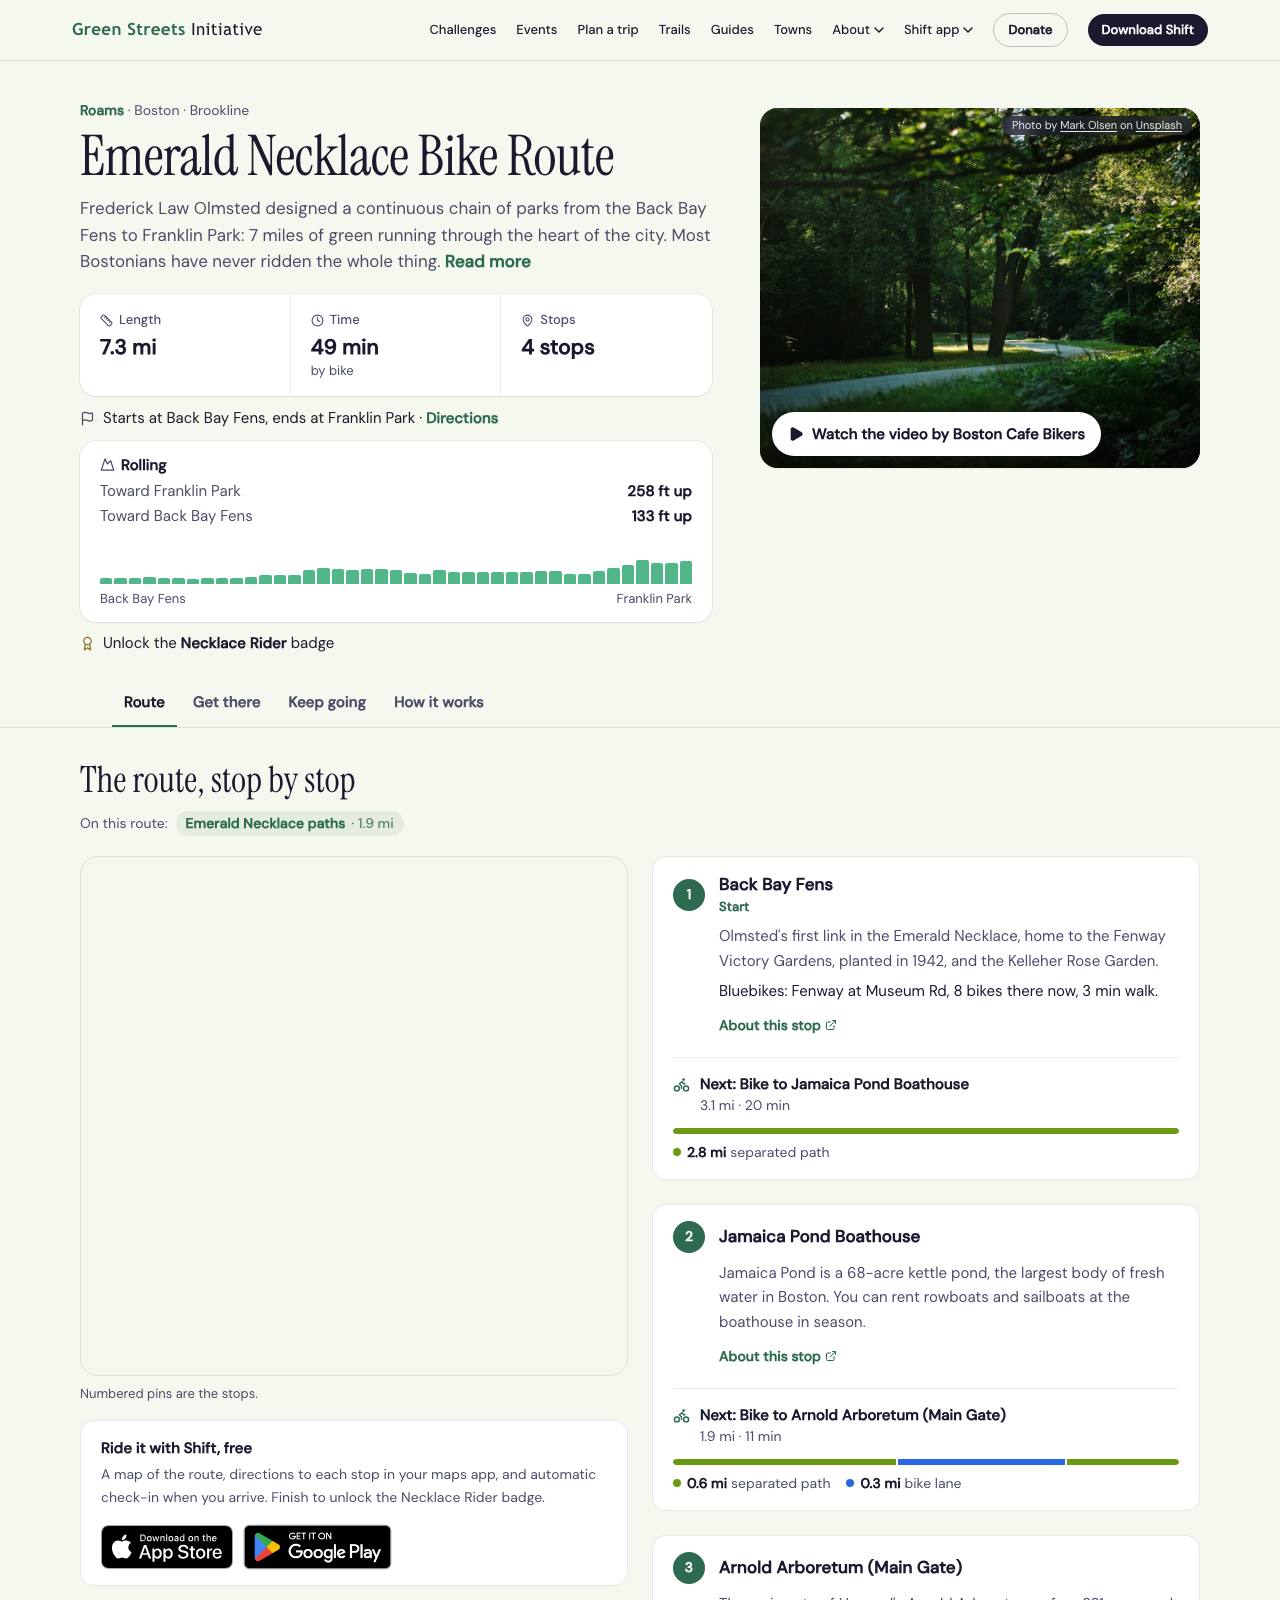 Green Streets Initiative
Challenges
Events
Plan a trip
Trails
Guides
Towns
About
Shift app
Donate
Download Shift
Roams · Boston · Brookline
Emerald Necklace Bike Route
Frederick Law Olmsted designed a continuous chain of parks from the Back Bay
Fens to Franklin Park: 7 miles of green running through the heart of the city. Most
Bostonians have never ridden the whole thing. Read more
Photo by Mark Olsen on Unsplash
Watch the video by Boston Cafe Bikers
Length
7.3 mi
Time
49 min
by bike
Stops
4 stops
Starts at Back Bay Fens, ends at Franklin Park · Directions
Rolling
Toward Franklin Park 258 ft up
Toward Back Bay Fens 133 ft up
Back Bay Fens Franklin Park
Unlock the Necklace Rider badge
Route
Get there
Keep going
How it works
The route, stop by stop
On this route: Emerald Necklace paths · 1.9 mi
Numbered pins are the stops.
Ride it with Shift, free
A map of the route, directions to each stop in your maps app, and automatic
check-in when you arrive. Finish to unlock the Necklace Rider badge.
Download on the
App Store
GET IT ON
Google Play
1
Back Bay Fens
Start
Olmsted's first link in the Emerald Necklace, home to the Fenway
Victory Gardens, planted in 1942, and the Kelleher Rose Garden.
Bluebikes: Fenway at Museum Rd, 8 bikes there now, 3 min walk.
About this stop
Next: Bike to Jamaica Pond Boathouse
3.1 mi · 20 min
2.8 mi separated path
2
Jamaica Pond Boathouse
Jamaica Pond is a 68-acre kettle pond, the largest body of fresh
water in Boston. You can rent rowboats and sailboats at the
boathouse in season.
About this stop
Next: Bike to Arnold Arboretum (Main Gate)
1.9 mi · 11 min
0.6 mi separated path
0.3 mi bike lane
3
Arnold Arboretum (Main Gate)